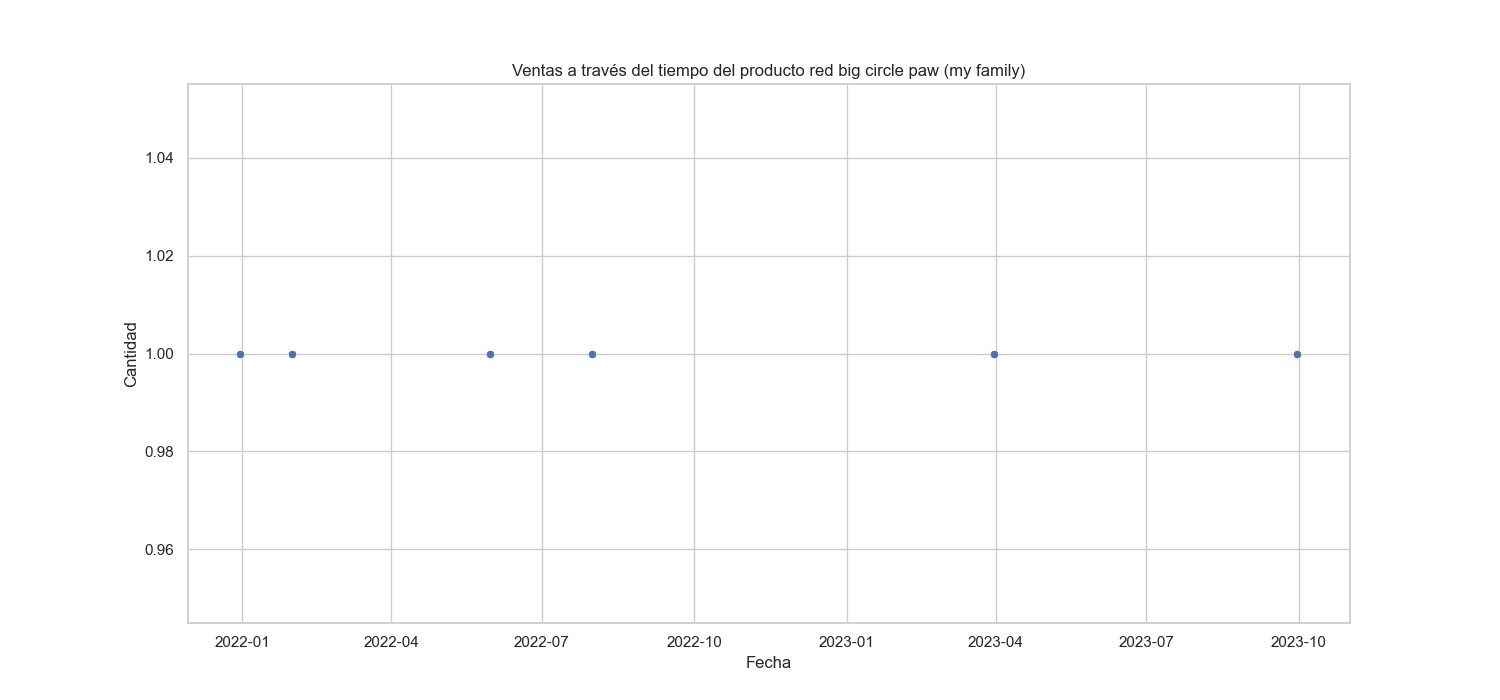 Ventas a través del tiempo del producto red big circle paw (my family)
1.04
1.02
1.00
0.98
0.96
Cantidad
2022-01 2022-04 2022-07 2022-10 2023-01 2023-04 2023-07 2023-10
Fecha